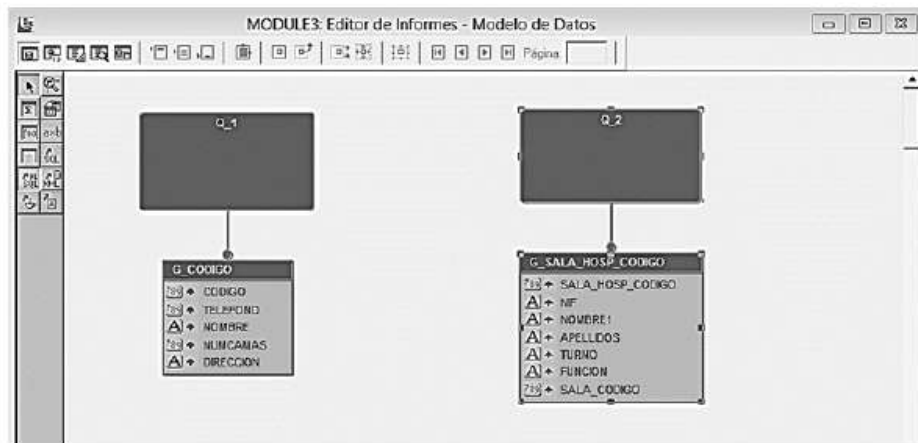 MODULE3: Editor de Informes - Modelo de Datos
Página
Q_1
Q_2
G_CODIGO
CODIGO
TELEFONO
NOMBRE
NUMCAMAS
DIRECCION
G_SALA_HOSP_CODIGO
SALA_HOSP_CODIGO
NIF
NOMBRE1
APELLIDOS
TURNO
FUNCION
SALA_CODIGO